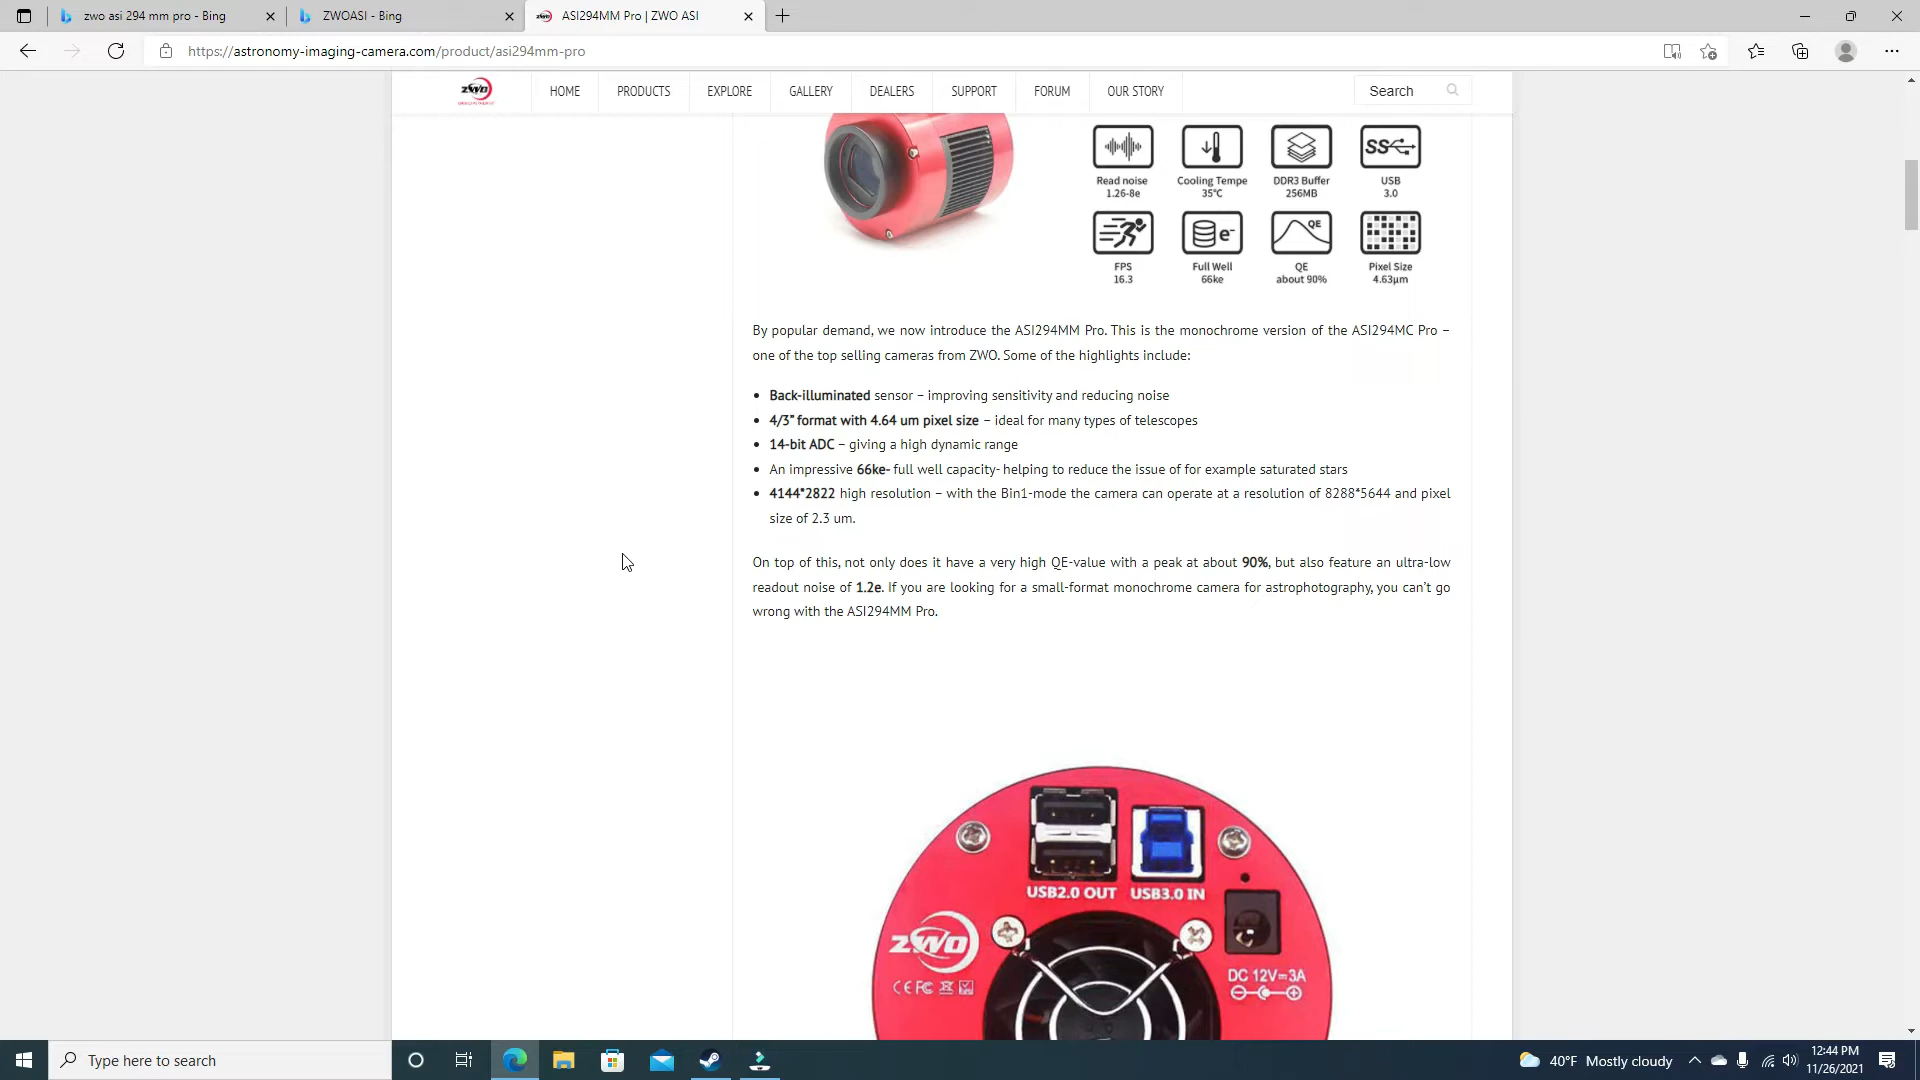 zwo asi 294 mm pro - Bing
ZWOASI - Bing
ASI294MM Pro | ZWO ASI
https://astronomy-imaging-camera.com/product/asi294mm-pro
ZWO
HOME
PRODUCTS
EXPLORE
GALLERY
DEALERS
SUPPORT
FORUM
OUR STORY
Search
SS
Read noise
1.26-8e
Cooling Tempe
35°C
DDR3 Buffer
256MB
USB
3.0
e-
QE
FPS
16.3
Full Well
66ke
QE
about 90%
Pixel Size
4.63μm
By popular demand, we now introduce the ASI294MM Pro. This is the monochrome version of the ASI294MC Pro –
one of the top selling cameras from ZWO. Some of the highlights include:
• Back-illuminated sensor – improving sensitivity and reducing noise
• 4/3” format with 4.64 um pixel size – ideal for many types of telescopes
• 14-bit ADC – giving a high dynamic range
• An impressive 66ke- full well capacity- helping to reduce the issue of for example saturated stars
• 4144*2822 high resolution – with the Bin1-mode the camera can operate at a resolution of 8288*5644 and pixel
size of 2.3 um.
On top of this, not only does it have a very high QE-value with a peak at about 90%, but also feature an ultra-low
readout noise of 1.2e. If you are looking for a small-format monochrome camera for astrophotography, you can’t go
wrong with the ASI294MM Pro.
USB2.0 OUT
USB3.0 IN
ZWO
CE FC
DC 12V⎓3A
Type here to search
40°F Mostly cloudy
12:44 PM
11/26/2021